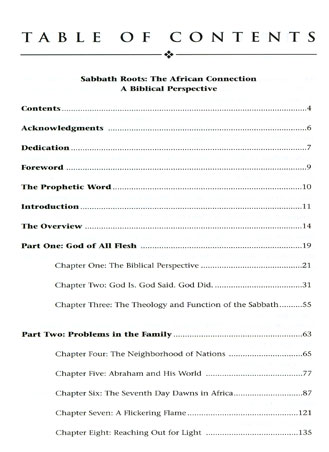 TABLE OF CONTENTS
Sabbath Roots: The African Connection
A Biblical Perspective
Contents....4
Acknowledgments ....6
Dedication....7
Foreword ....9
The Prophetic Word....10
Introduction....11
The Overview ....14
Part One: God of All Flesh ....19
Chapter One: The Biblical Perspective ....21
Chapter Two: God Is. God Said. God Did. ....31
Chapter Three: The Theology and Function of the Sabbath....55
Part Two: Problems in the Family ....63
Chapter Four: The Neighborhood of Nations ....65
Chapter Five: Abraham and His World ....77
Chapter Six: The Seventh Day Dawns in Africa....87
Chapter Seven: A Flickering Flame....121
Chapter Eight: Reaching Out for Light ....135